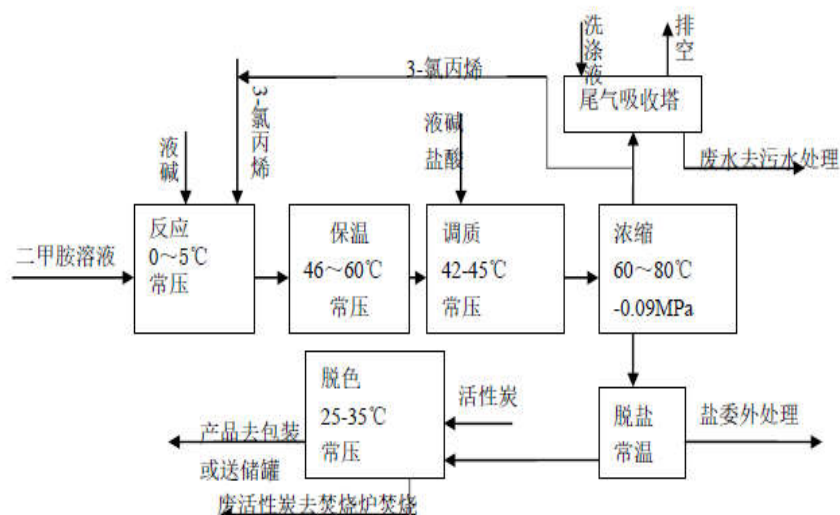 洗涤液
排空
3-氯丙烯
尾气吸收塔
3-氯丙烯
液碱
液碱
盐酸
废水去污水处理
二甲胺溶液
反应
0～5℃
常压
保温
46～60℃
常压
调质
42-45℃
常压
浓缩
60～80℃
-0.09MPa
脱色
25-35℃
常压
活性炭
脱盐
常温
盐委外处理
产品去包装
或送储罐
废活性炭去焚烧炉焚烧